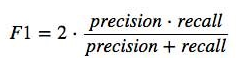 F1 = 2 · precision · recall / precision + recall